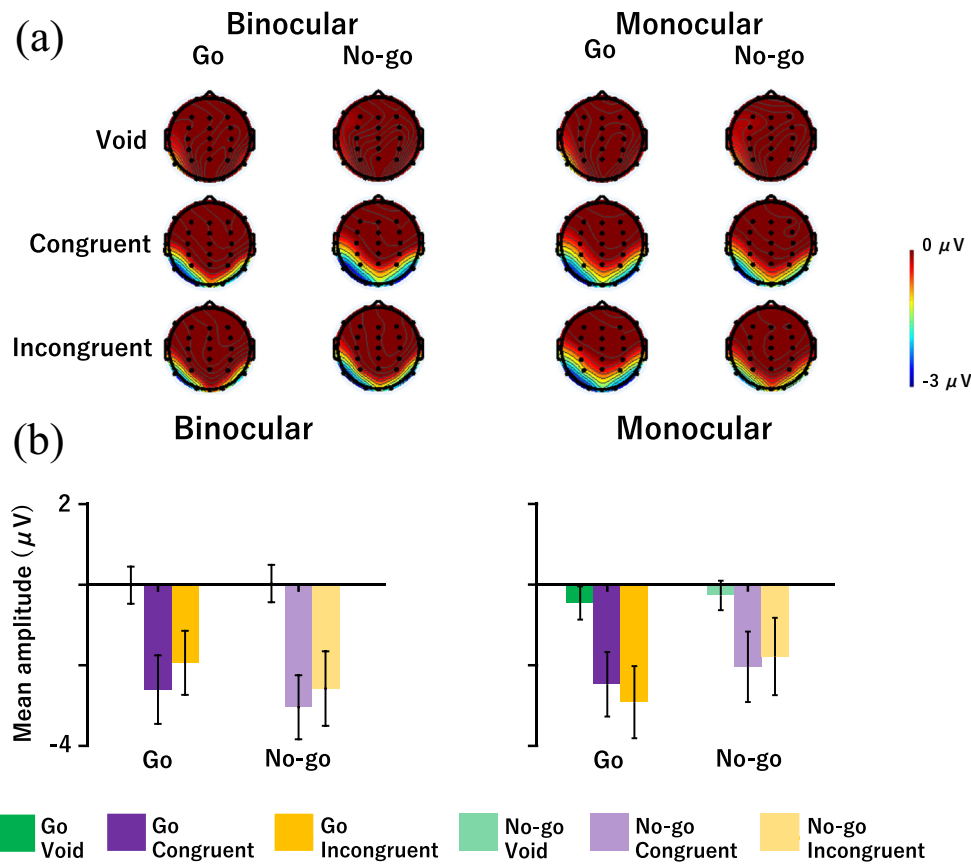 (a)
Binocular Monocular
Go No-go Go No-go
Void
Congruent
Incongruent
0 μV
-3 μV
(b)
Binocular Monocular
Mean amplitude (μV)
2
-4
Go No-go Go No-go
Go Void
Go Congruent
Go Incongruent
No-go Void
No-go Congruent
No-go Incongruent